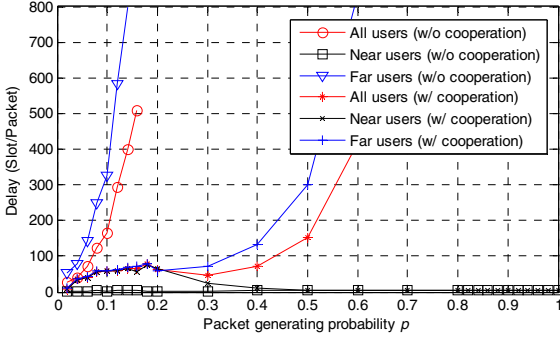 800
700
600
500
400
300
200
100
0
Delay (Slot/Packet)
All users (w/o cooperation)
Near users (w/o cooperation)
Far users (w/o cooperation)
All users (w/ cooperation)
Near users (w/ cooperation)
Far users (w/ cooperation)
0 0.1 0.2 0.3 0.4 0.5 0.6 0.7 0.8 0.9 1
Packet generating probability p